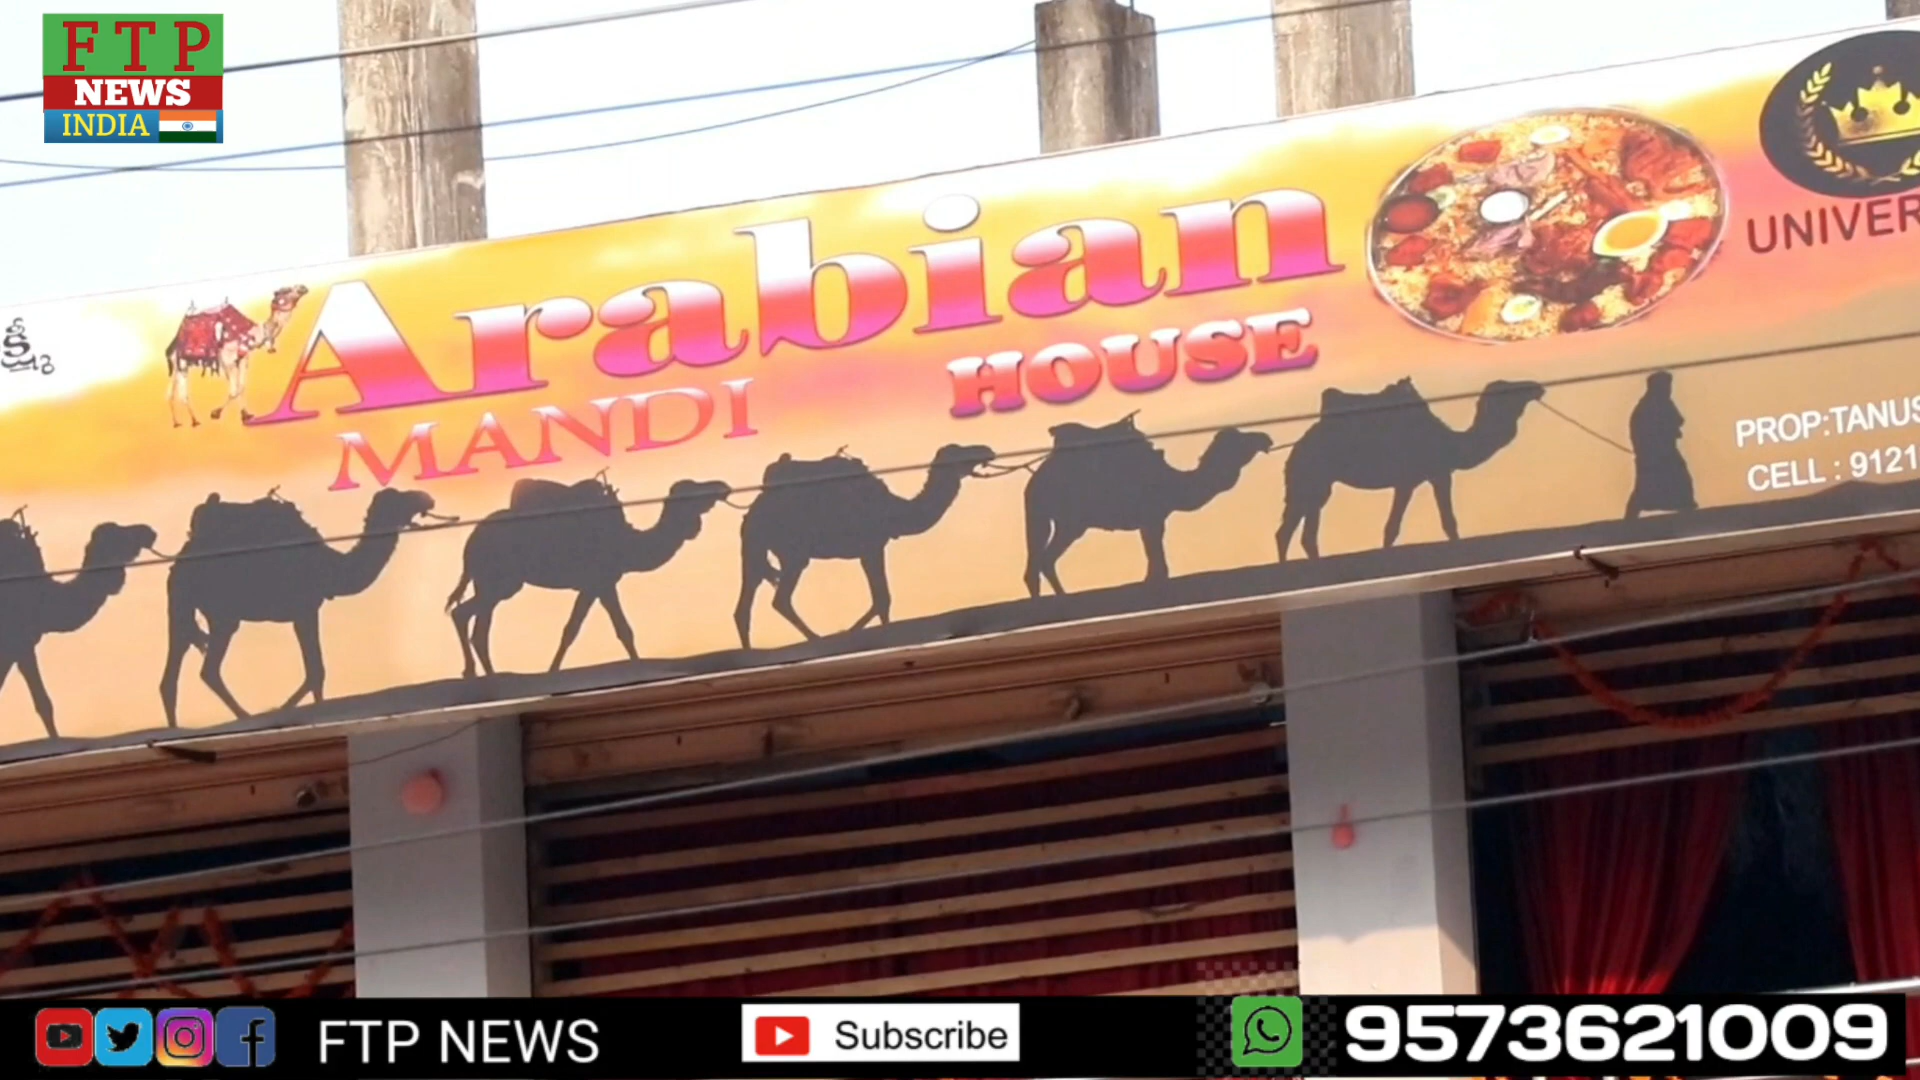 FTP
NEWS
INDIA
Arabian
MANDI HOUSE
UNIVER
PROP:TANUS
CELL : 9121
FTP NEWS
Subscribe
9573621009